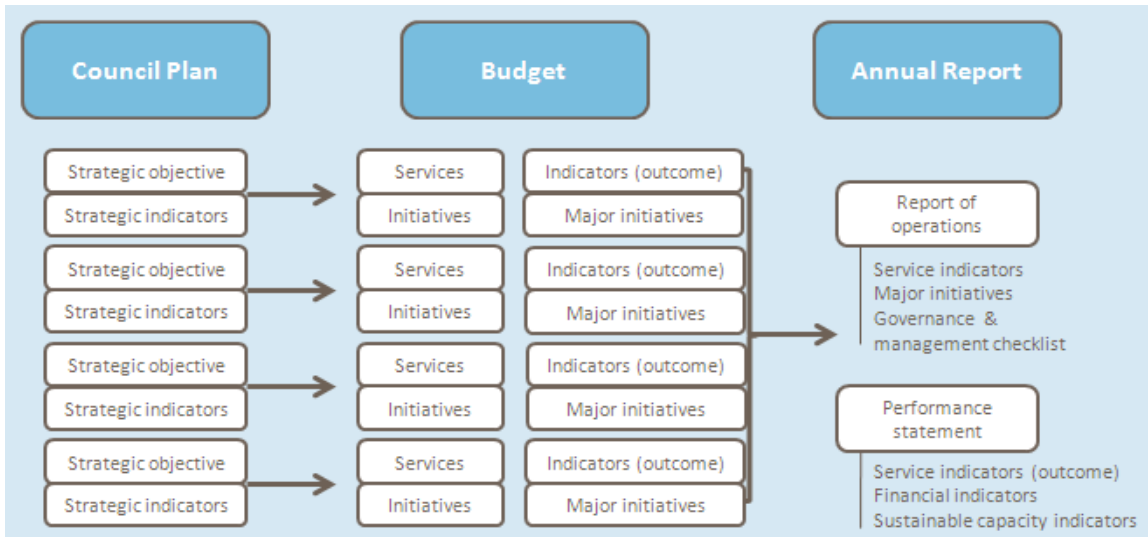 Council Plan
Budget
Annual Report
Strategic objective
Strategic indicators
Strategic objective
Strategic indicators
Strategic objective
Strategic indicators
Strategic objective
Strategic indicators
Services
Initiatives
Services
Initiatives
Services
Initiatives
Services
Initiatives
Indicators (outcome)
Major initiatives
Indicators (outcome)
Major initiatives
Indicators (outcome)
Major initiatives
Indicators (outcome)
Major initiatives
Report of
operations
Service indicators
Major initiatives
Governance &
management checklist
Performance
statement
Service indicators (outcome)
Financial indicators
Sustainable capacity indicators